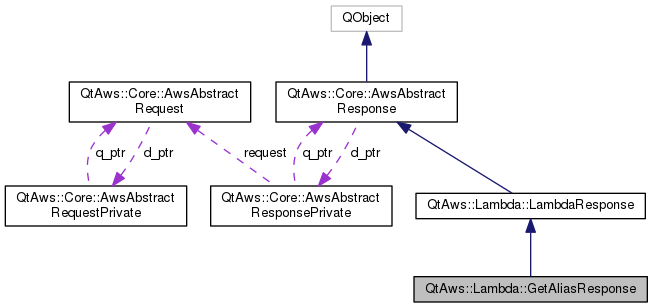 QObject
QtAws::Core::AwsAbstract
Request
QtAws::Core::AwsAbstract
Response
q_ptr
d_ptr
request
q_ptr
d_ptr
QtAws::Core::AwsAbstract
RequestPrivate
QtAws::Core::AwsAbstract
ResponsePrivate
QtAws::Lambda::LambdaResponse
QtAws::Lambda::GetAliasResponse